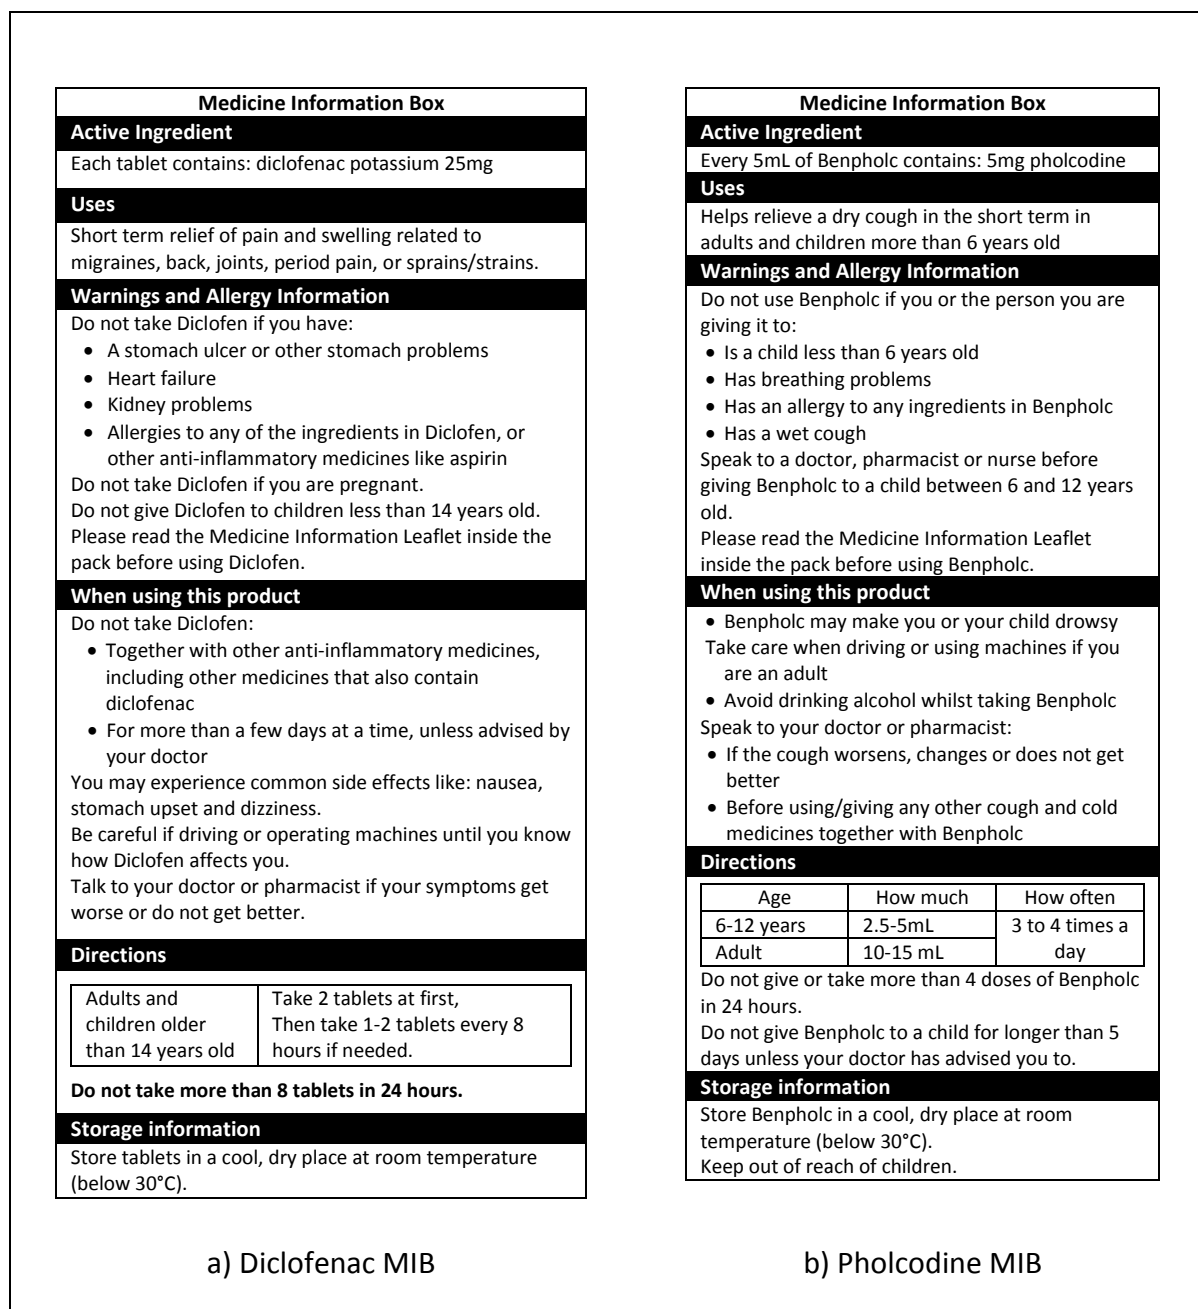 Medicine Information Box
Active Ingredient
Each tablet contains: diclofenac potassium 25mg
Uses
Short term relief of pain and swelling related to
migraines, back, joints, period pain, or sprains/strains.
Warnings and Allergy Information
Do not take Diclofen if you have:
• A stomach ulcer or other stomach problems
• Heart failure
• Kidney problems
• Allergies to any of the ingredients in Diclofen, or
other anti-inflammatory medicines like aspirin
Do not take Diclofen if you are pregnant.
Do not give Diclofen to children less than 14 years old.
Please read the Medicine Information Leaflet inside the
pack before using Diclofen.
When using this product
Do not take Diclofen:
• Together with other anti-inflammatory medicines,
including other medicines that also contain
diclofenac
• For more than a few days at a time, unless advised by
your doctor
You may experience common side effects like: nausea,
stomach upset and dizziness.
Be careful if driving or operating machines until you know
how Diclofen affects you.
Talk to your doctor or pharmacist if your symptoms get
worse or do not get better.
Directions
Adults and
children older
than 14 years old
Take 2 tablets at first,
Then take 1-2 tablets every 8
hours if needed.
Do not take more than 8 tablets in 24 hours.
Storage information
Store tablets in a cool, dry place at room temperature
(below 30°C).
a) Diclofenac MIB
Medicine Information Box
Active Ingredient
Every 5mL of Benpholc contains: 5mg pholcodine
Uses
Helps relieve a dry cough in the short term in
adults and children more than 6 years old
Warnings and Allergy Information
Do not use Benpholc if you or the person you are
giving it to:
• Is a child less than 6 years old
• Has breathing problems
• Has an allergy to any ingredients in Benpholc
• Has a wet cough
Speak to a doctor, pharmacist or nurse before
giving Benpholc to a child between 6 and 12 years
old.
Please read the Medicine Information Leaflet
inside the pack before using Benpholc.
When using this product
• Benpholc may make you or your child drowsy
Take care when driving or using machines if you
are an adult
• Avoid drinking alcohol whilst taking Benpholc
Speak to your doctor or pharmacist:
• If the cough worsens, changes or does not get
better
• Before using/giving any other cough and cold
medicines together with Benpholc
Directions
Age How much How often
6-12 years 2.5-5mL 3 to 4 times a
Adult 10-15 mL day
Do not give or take more than 4 doses of Benpholc
in 24 hours.
Do not give Benpholc to a child for longer than 5
days unless your doctor has advised you to.
Storage information
Store Benpholc in a cool, dry place at room
temperature (below 30°C).
Keep out of reach of children.
b) Pholcodine MIB